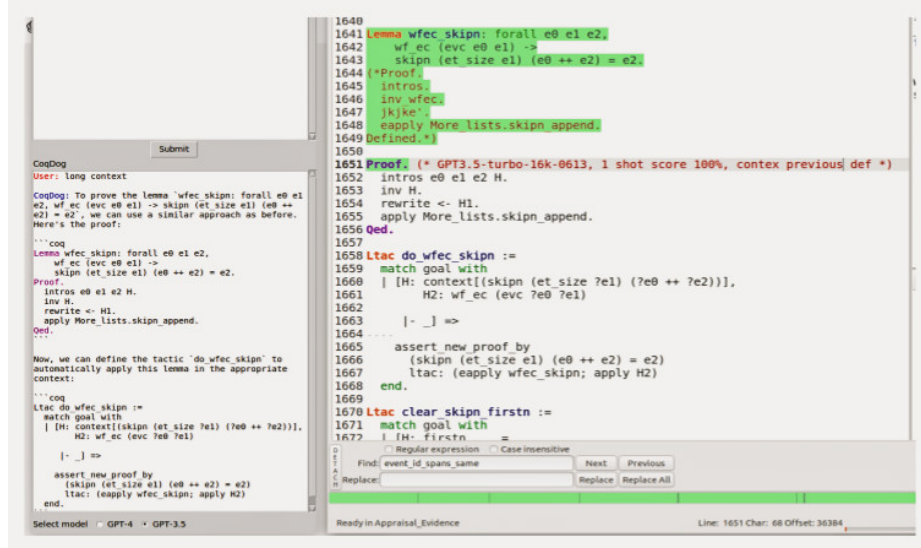 Submit
CoqDog
User: long context
CoqDog: To prove the lemma `wfec_skipn: forall e0 e1
e2, wf_ec (evc e0 e1) -> skipn (et_size e1) (e0 ++
e2) = e2`, we can use a similar approach as before.
Here's the proof:
```coq
Lemma wfec_skipn: forall e0 e1 e2,
wf_ec (evc e0 e1) ->
skipn (et_size e1) (e0 ++ e2) = e2.
Proof.
intros e0 e1 e2 H.
inv H.
rewrite <- H1.
apply More_lists.skipn_append.
Qed.
```
Now, we can define the tactic `do_wfec_skipn` to
automatically apply this lemma in the appropriate
context:
```coq
Ltac do_wfec_skipn :=
match goal with
| [H: context[(skipn (et_size ?e1) (?e0 ++ ?e2))],
H2: wf_ec (evc ?e0 ?e1)
|- _] =>
assert_new_proof_by
(skipn (et_size e1) (e0 ++ e2) = e2)
ltac: (eapply wfec_skipn; apply H2)
end.
Select model GPT-4 GPT-3.5
1640
1641 Lemma wfec_skipn: forall e0 e1 e2,
1642 wf_ec (evc e0 e1) ->
1643 skipn (et_size e1) (e0 ++ e2) = e2.
1644 (*Proof.
1645 intros.
1646 inv_wfec.
1647 jkjke'.
1648 eapply More_lists.skipn_append.
1649 Defined.*)
1650
1651 Proof. (* GPT3.5-turbo-16k-0613, 1 shot score 100%, contex previous def *)
1652 intros e0 e1 e2 H.
1653 inv H.
1654 rewrite <- H1.
1655 apply More_lists.skipn_append.
1656 Qed.
1657
1658 Ltac do_wfec_skipn :=
1659 match goal with
1660 | [H: context[(skipn (et_size ?e1) (?e0 ++ ?e2))],
1661 H2: wf_ec (evc ?e0 ?e1)
1662
1663 |- _] =>
1664 ----
1665 assert_new_proof_by
1666 (skipn (et_size e1) (e0 ++ e2) = e2)
1667 ltac: (eapply wfec_skipn; apply H2)
1668 end.
1669
1670 Ltac clear_skipn_firstn :=
1671 match goal with
1672 | [H: firstn =
DETACH
Regular expression Case insensitive
Find: event_id_spans_same Next Previous
Replace: Replace Replace All
Ready in Appraisal_Evidence Line: 1651 Char: 68 Offset: 36384